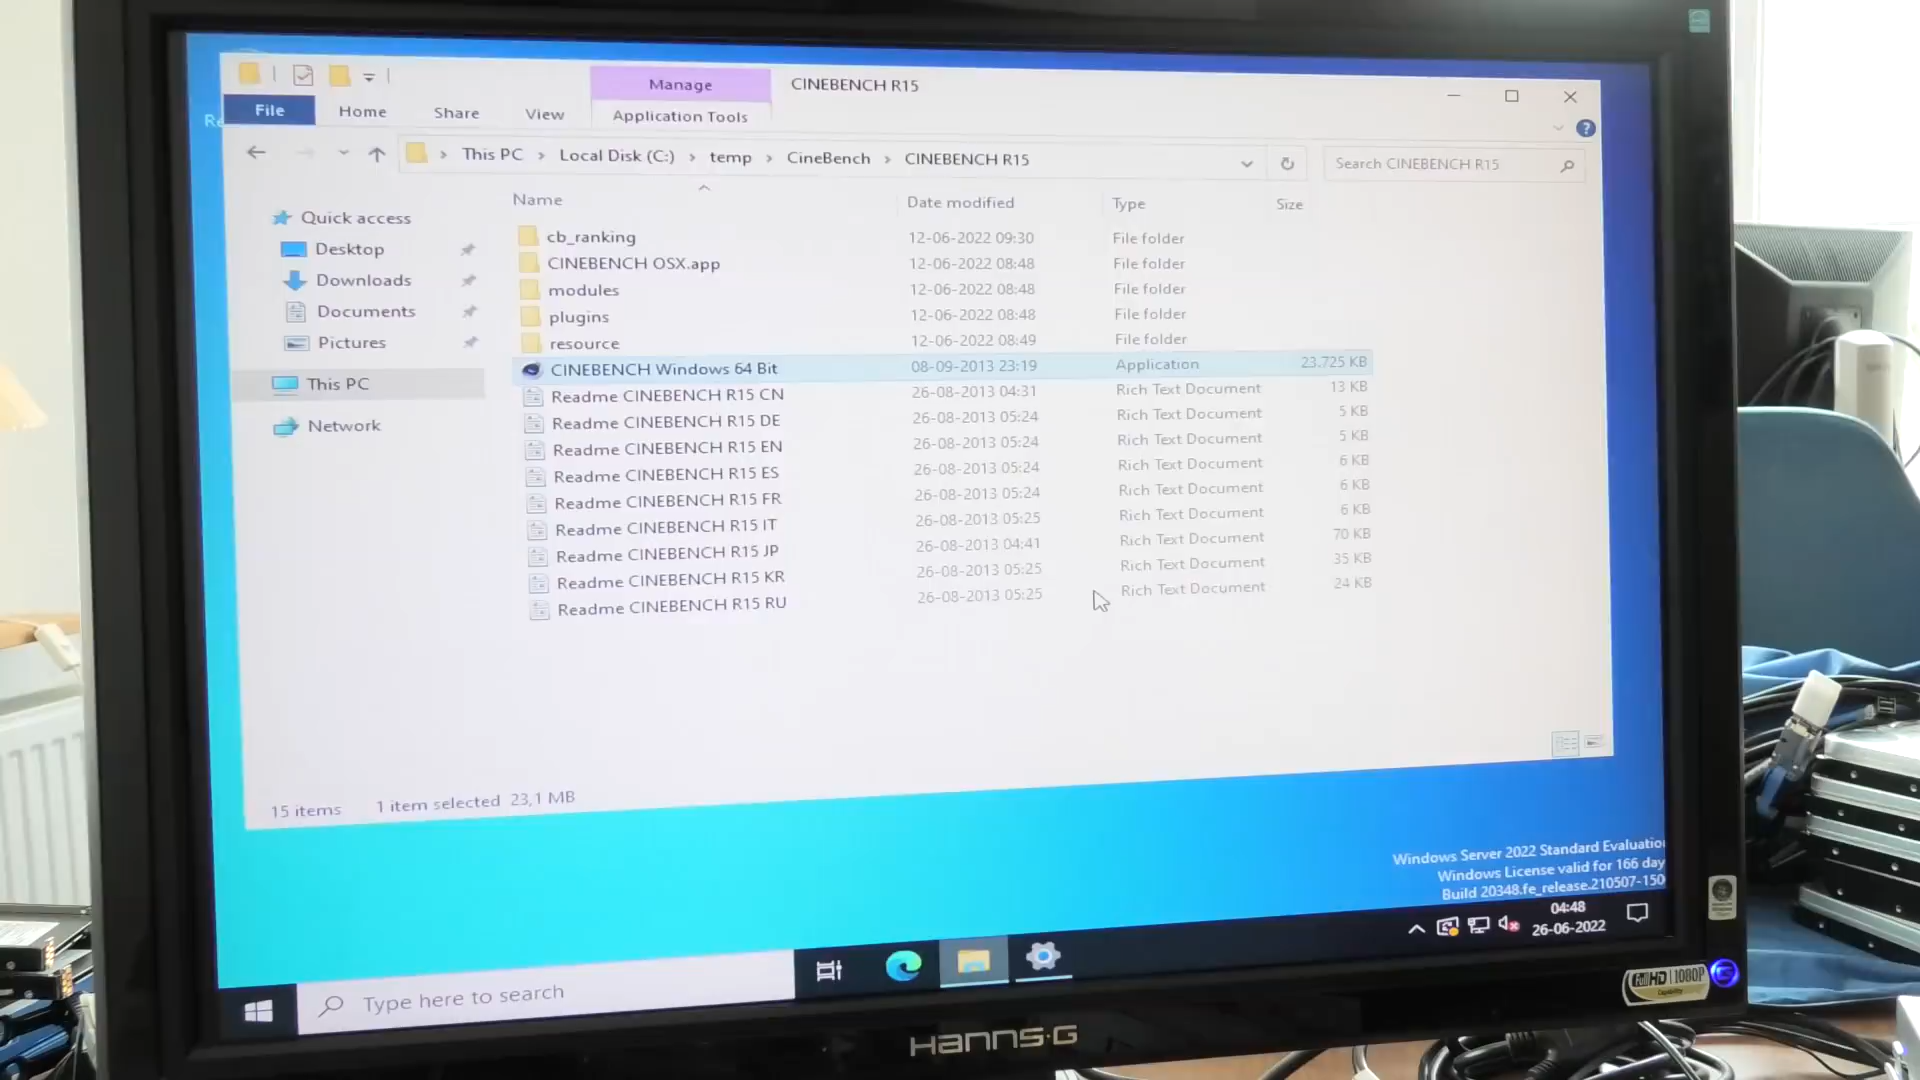 Manage
CINEBENCH R15
File
Home
Share
View
Application Tools
This PC
Local Disk (C:)
temp
CineBench
CINEBENCH R15
Search CINEBENCH R15
Name
Date modified
Type
Size
Quick access
Desktop
Downloads
Documents
Pictures
This PC
Network
cb_ranking 12-06-2022 09:30 File folder
CINEBENCH OSX.app 12-06-2022 08:48 File folder
modules 12-06-2022 08:48 File folder
plugins 12-06-2022 08:48 File folder
resource 12-06-2022 08:49 File folder
CINEBENCH Windows 64 Bit 08-09-2013 23:19 Application 23.725 KB
Readme CINEBENCH R15 CN 26-08-2013 04:31 Rich Text Document 13 KB
Readme CINEBENCH R15 DE 26-08-2013 05:24 Rich Text Document 5 KB
Readme CINEBENCH R15 EN 26-08-2013 05:24 Rich Text Document 5 KB
Readme CINEBENCH R15 ES 26-08-2013 05:24 Rich Text Document 6 KB
Readme CINEBENCH R15 FR 26-08-2013 05:24 Rich Text Document 6 KB
Readme CINEBENCH R15 IT 26-08-2013 05:25 Rich Text Document 6 KB
Readme CINEBENCH R15 JP 26-08-2013 04:41 Rich Text Document 70 KB
Readme CINEBENCH R15 KR 26-08-2013 05:25 Rich Text Document 35 KB
Readme CINEBENCH R15 RU 26-08-2013 05:25 Rich Text Document 24 KB
15 items 1 item selected 23,1 MB
Windows Server 2022 Standard Evaluation
Windows License valid for 166 day
Build 20348.fe_release.210507-150
04:48
26-06-2022
Type here to search
Full HD 1080P
Capability
HANNS·G